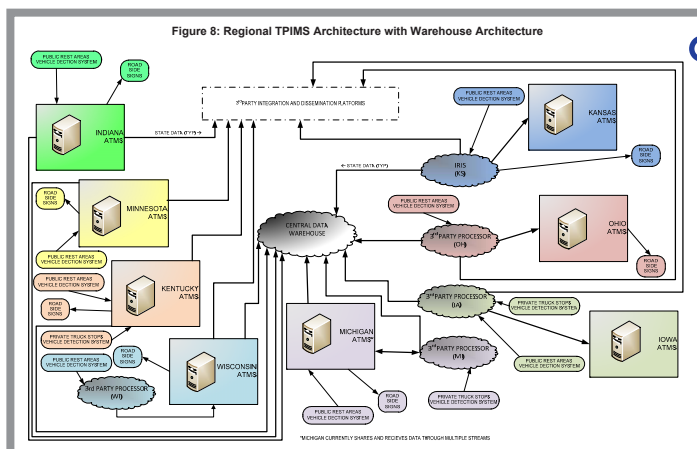 Figure 8: Regional TPIMS Architecture with Warehouse Architecture
PUBLIC REST AREAS
VEHICLE DECTION SYSTEM
ROAD
SIDE
SIGNS
INDIANA
ATMS
STATE DATA (TYP) →
3rd PARTY INTEGRATION AND DISSEMINATION PLATFORMS
PUBLIC REST AREAS
VEHICLE DECTION SYSTEM
KANSAS
ATMS
IRIS
(KS)
ROAD
SIDE
SIGNS
← STATE DATA (TYP)
ROAD
SIDE
SIGNS
MINNESOTA
ATMS
PUBLIC REST AREAS
VEHICLE DECTION SYSTEM
CENTRAL DATA
WAREHOUSE
PUBLIC REST AREAS
VEHICLE DECTION SYSTEM
3rd PARTY PROCESSOR
(OH)
OHIO
ATMS
ROAD
SIDE
SIGNS
PUBLIC REST AREAS
VEHICLE DECTION SYSTEM
ROAD
SIDE
SIGNS
KENTUCKY
ATMS
PRIVATE TRUCK STOPS
VEHICLE DECTION SYSTEM
3rd PARTY PROCESSOR
(IA)
PRIVATE TRUCK STOPS
VEHICLE DETECTION SYSTEM
IOWA
ATMS
PUBLIC REST AREAS
VEHICLE DECTION SYSTEM
PUBLIC REST AREAS
VEHICLE DECTION SYSTEM
ROAD
SIDE
SIGNS
WISCONSIN
ATMS
3rd PARTY PROCESSOR
(WI)
MICHIGAN
ATMS*
3rd PARTY PROCESSOR
(MI)
PUBLIC REST AREAS
VEHICLE DECTION SYSTEM
ROAD
SIDE
SIGNS
PRIVATE TRUCK STOPS
VEHICLE DETECTION SYSTEM
*MICHIGAN CURRENTLY SHARES AND RECIEVES DATA THROUGH MULTIPLE STREAMS